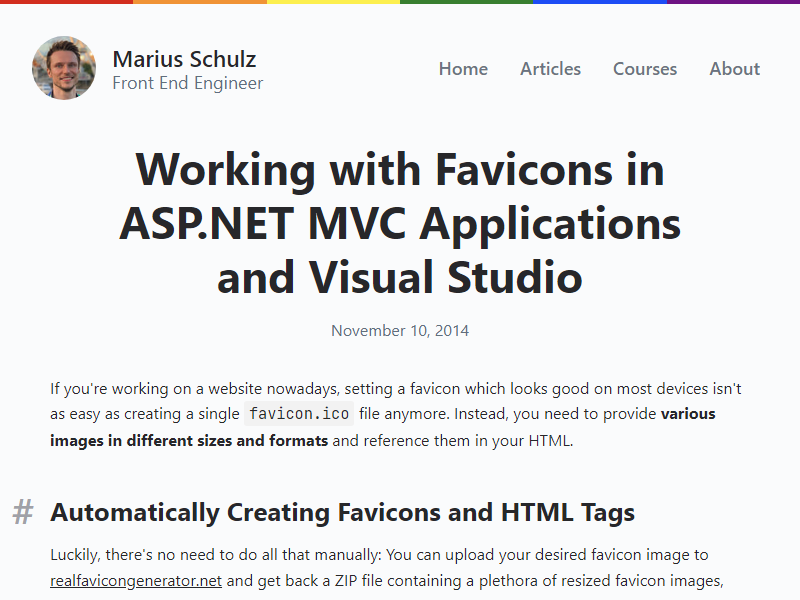 Marius Schulz
Front End Engineer
Home Articles Courses About
Working with Favicons in
ASP.NET MVC Applications
and Visual Studio
November 10, 2014
If you're working on a website nowadays, setting a favicon which looks good on most devices isn't
as easy as creating a single favicon.ico file anymore. Instead, you need to provide various
images in different sizes and formats and reference them in your HTML.
# Automatically Creating Favicons and HTML Tags
Luckily, there's no need to do all that manually: You can upload your desired favicon image to
realfavicongenerator.net and get back a ZIP file containing a plethora of resized favicon images,